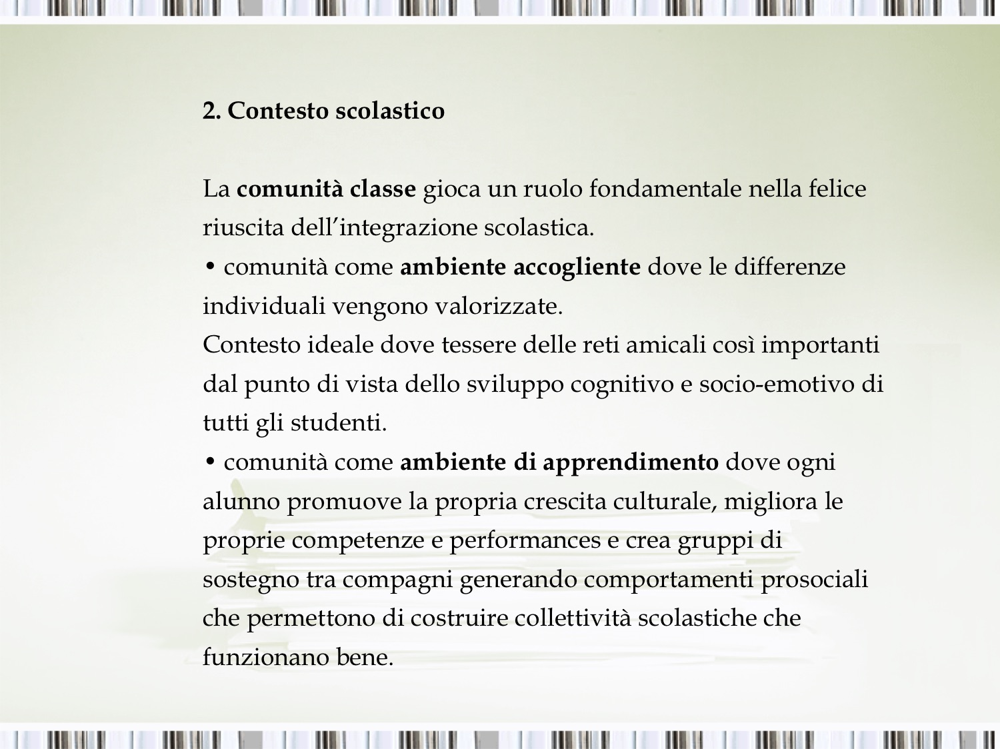 2. Contesto scolastico
La comunità classe gioca un ruolo fondamentale nella felice
riuscita dell’integrazione scolastica.
• comunità come ambiente accogliente dove le differenze
individuali vengono valorizzate.
Contesto ideale dove tessere delle reti amicali così importanti
dal punto di vista dello sviluppo cognitivo e socio-emotivo di
tutti gli studenti.
• comunità come ambiente di apprendimento dove ogni
alunno promuove la propria crescita culturale, migliora le
proprie competenze e performances e crea gruppi di
sostegno tra compagni generando comportamenti prosociali
che permettono di costruire collettività scolastiche che
funzionano bene.